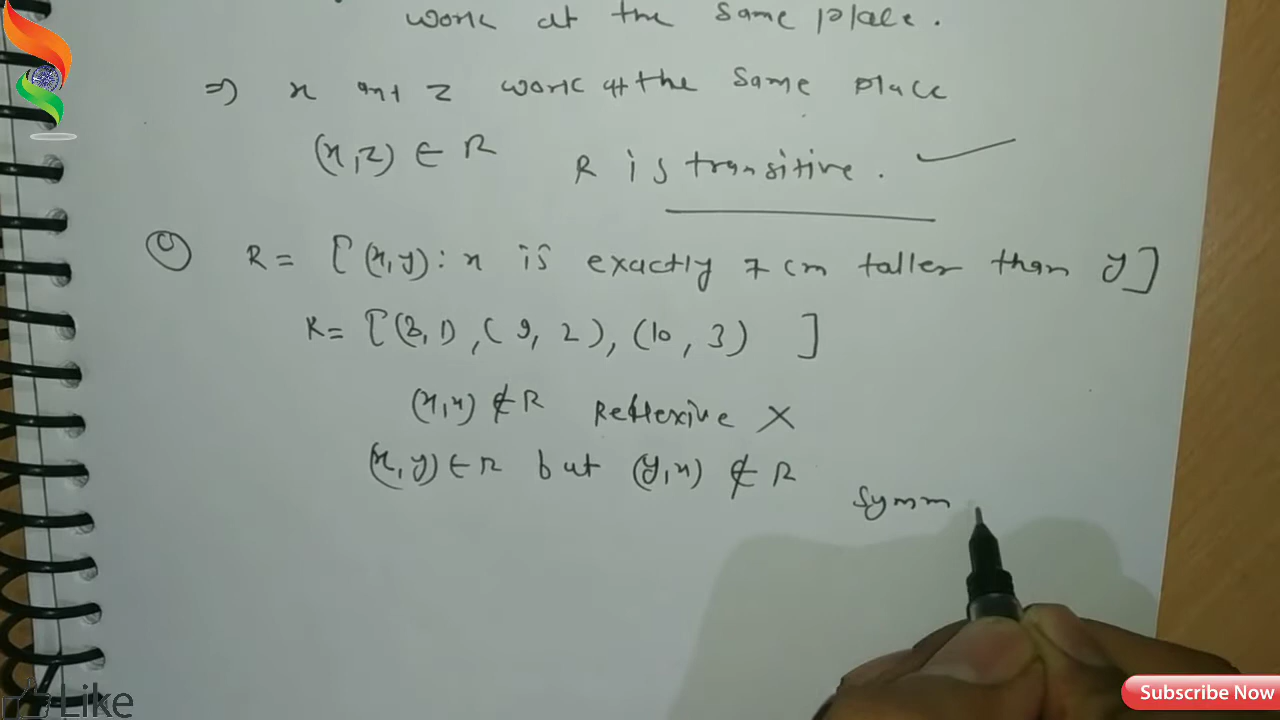 work at the same place.
⇒ x and z work at the same place
(x,z) ∈ R R is transitive.
R = [(x,y): x is exactly 7 cm taller than y]
R = [(8,1), (9, 2), (10, 3) ]
(x,x) ∉ R Reflexive X
(x,y) ∈ R but (y,x) ∉ R
Symm
Like
Subscribe Now